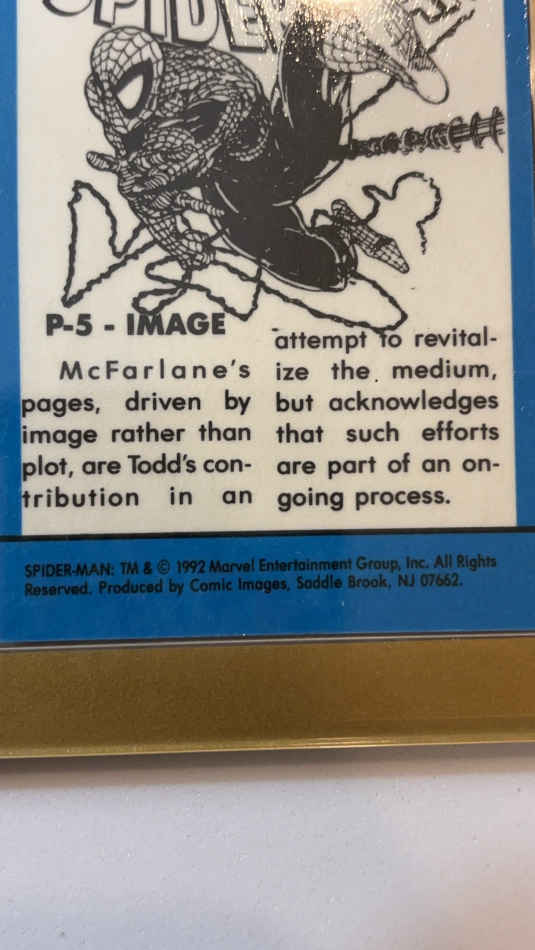 SPIDER
P-5 - IMAGE
McFarlane's
pages, driven by
image rather than
plot, are Todd's con-
tribution in an
attempt to revital-
ize the medium,
but acknowledges
that such efforts
are part of an on-
going process.
SPIDER-MAN: TM & © 1992 Marvel Entertainment Group, Inc. All Rights
Reserved. Produced by Comic Images, Saddle Brook, NJ 07662.